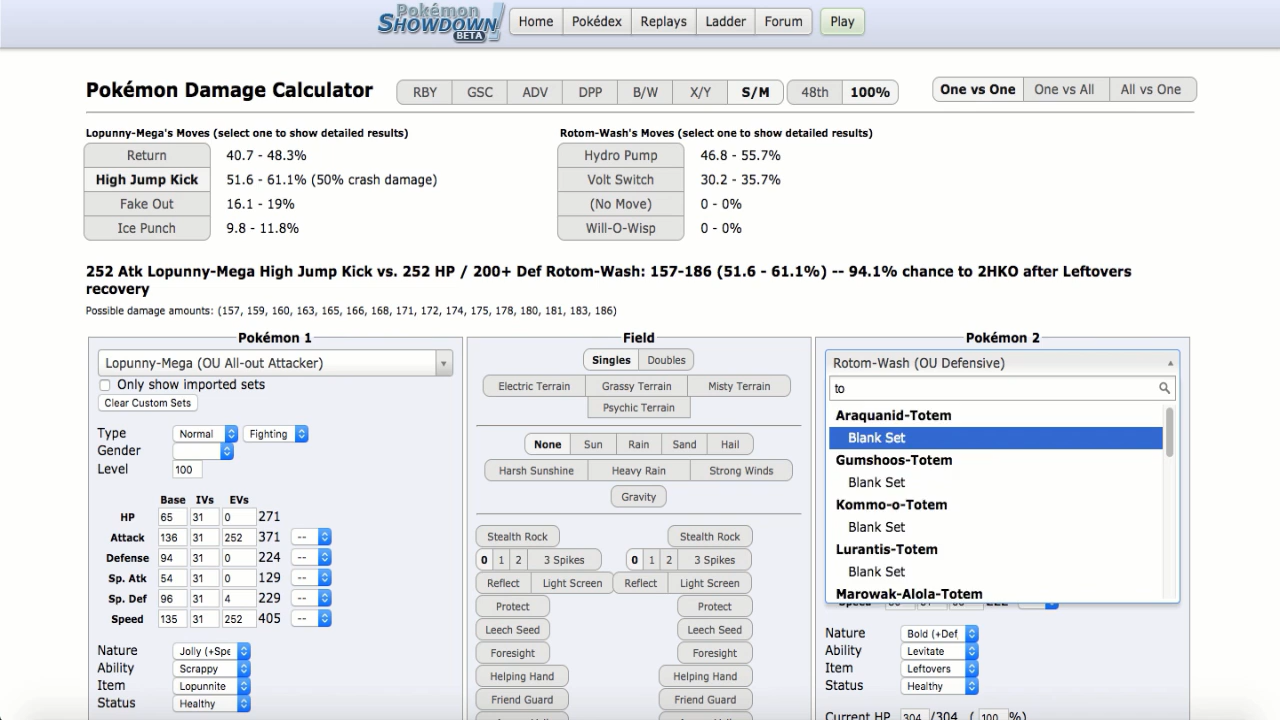 Pokémon
SHOWDOWN!
BETA
Home Pokédex Replays Ladder Forum Play
Pokémon Damage Calculator RBY GSC ADV DPP B/W X/Y S/M 48th 100% One vs One One vs All All vs One
Lopunny-Mega's Moves (select one to show detailed results)
Return 40.7 - 48.3%
High Jump Kick 51.6 - 61.1% (50% crash damage)
Fake Out 16.1 - 19%
Ice Punch 9.8 - 11.8%
Rotom-Wash's Moves (select one to show detailed results)
Hydro Pump 46.8 - 55.7%
Volt Switch 30.2 - 35.7%
(No Move) 0 - 0%
Will-O-Wisp 0 - 0%
252 Atk Lopunny-Mega High Jump Kick vs. 252 HP / 200+ Def Rotom-Wash: 157-186 (51.6 - 61.1%) -- 94.1% chance to 2HKO after Leftovers
recovery
Possible damage amounts: (157, 159, 160, 163, 165, 166, 168, 171, 172, 174, 175, 178, 180, 181, 183, 186)
Pokémon 1
Lopunny-Mega (OU All-out Attacker)
Only show imported sets
Clear Custom Sets
Type Normal Fighting
Gender
Level 100
Base IVs EVs
HP 65 31 0 271
Attack 136 31 252 371 --
Defense 94 31 0 224 --
Sp. Atk 54 31 0 129 --
Sp. Def 96 31 4 229 --
Speed 135 31 252 405 --
Nature Jolly (+Spe
Ability Scrappy
Item Lopunnite
Status Healthy
Field
Singles Doubles
Electric Terrain Grassy Terrain Misty Terrain
Psychic Terrain
None Sun Rain Sand Hail
Harsh Sunshine Heavy Rain Strong Winds
Gravity
Stealth Rock Stealth Rock
0 1 2 3 Spikes 0 1 2 3 Spikes
Reflect Light Screen Reflect Light Screen
Protect Protect
Leech Seed Leech Seed
Foresight Foresight
Helping Hand Helping Hand
Friend Guard Friend Guard
Pokémon 2
Rotom-Wash (OU Defensive)
to
Araquanid-Totem
Blank Set
Gumshoos-Totem
Blank Set
Kommo-o-Totem
Blank Set
Lurantis-Totem
Blank Set
Marowak-Alola-Totem
Nature Bold (+Def
Ability Levitate
Item Leftovers
Status Healthy
Current HP 304 /304 ( 100 %)